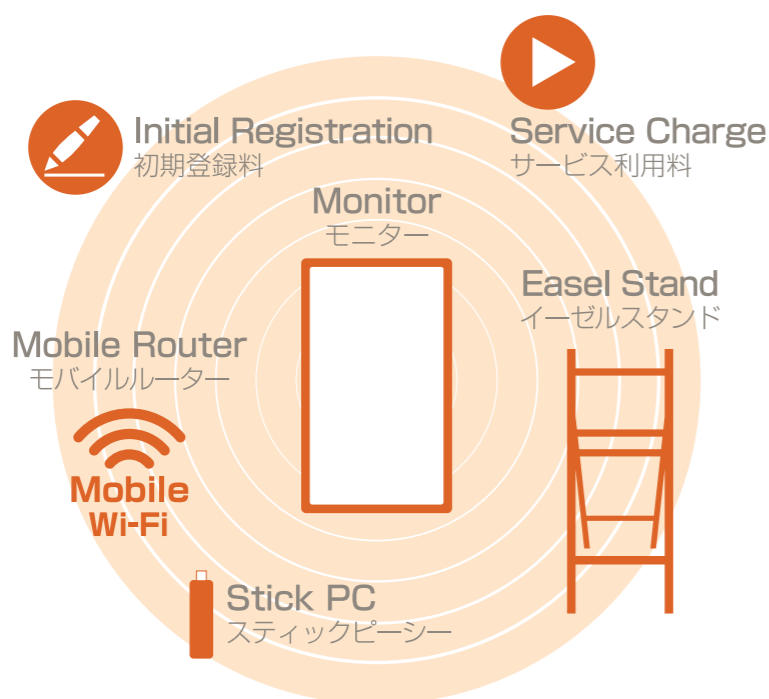 Initial Registration
初期登録料
Service Charge
サービス利用料
Monitor
モニター
Easel Stand
イーゼルスタンド
Mobile Router
モバイルルーター
Mobile
Wi-Fi
Stick PC
スティックピーシー